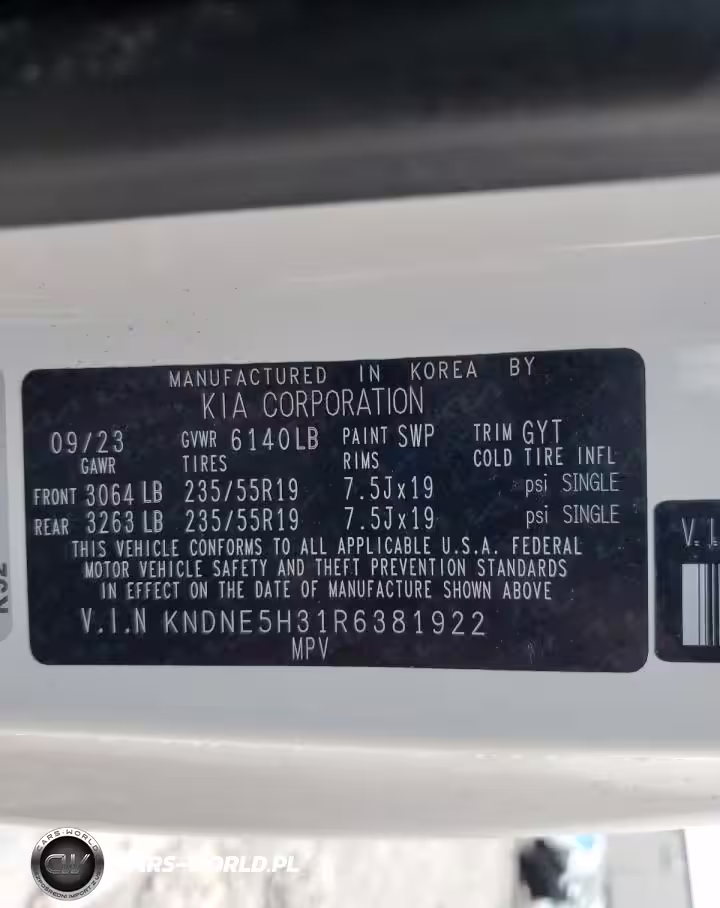 MANUFACTURED IN KOREA BY
KIA CORPORATION
09/23 GVWR 6140LB PAINT SWP TRIM GYT
GAWR TIRES RIMS COLD TIRE INFL
FRONT 3064 LB 235/55R19 7.5Jx19 psi SINGLE
REAR 3263 LB 235/55R19 7.5Jx19 psi SINGLE
THIS VEHICLE CONFORMS TO ALL APPLICABLE U.S.A. FEDERAL
MOTOR VEHICLE SAFETY AND THEFT PREVENTION STANDARDS
IN EFFECT ON THE DATE OF MANUFACTURE SHOWN ABOVE
V.I.N KNDNE5H31R6381922
MPV
V.I.
CARS-WORLD
CW
CARS-WORLD.PL